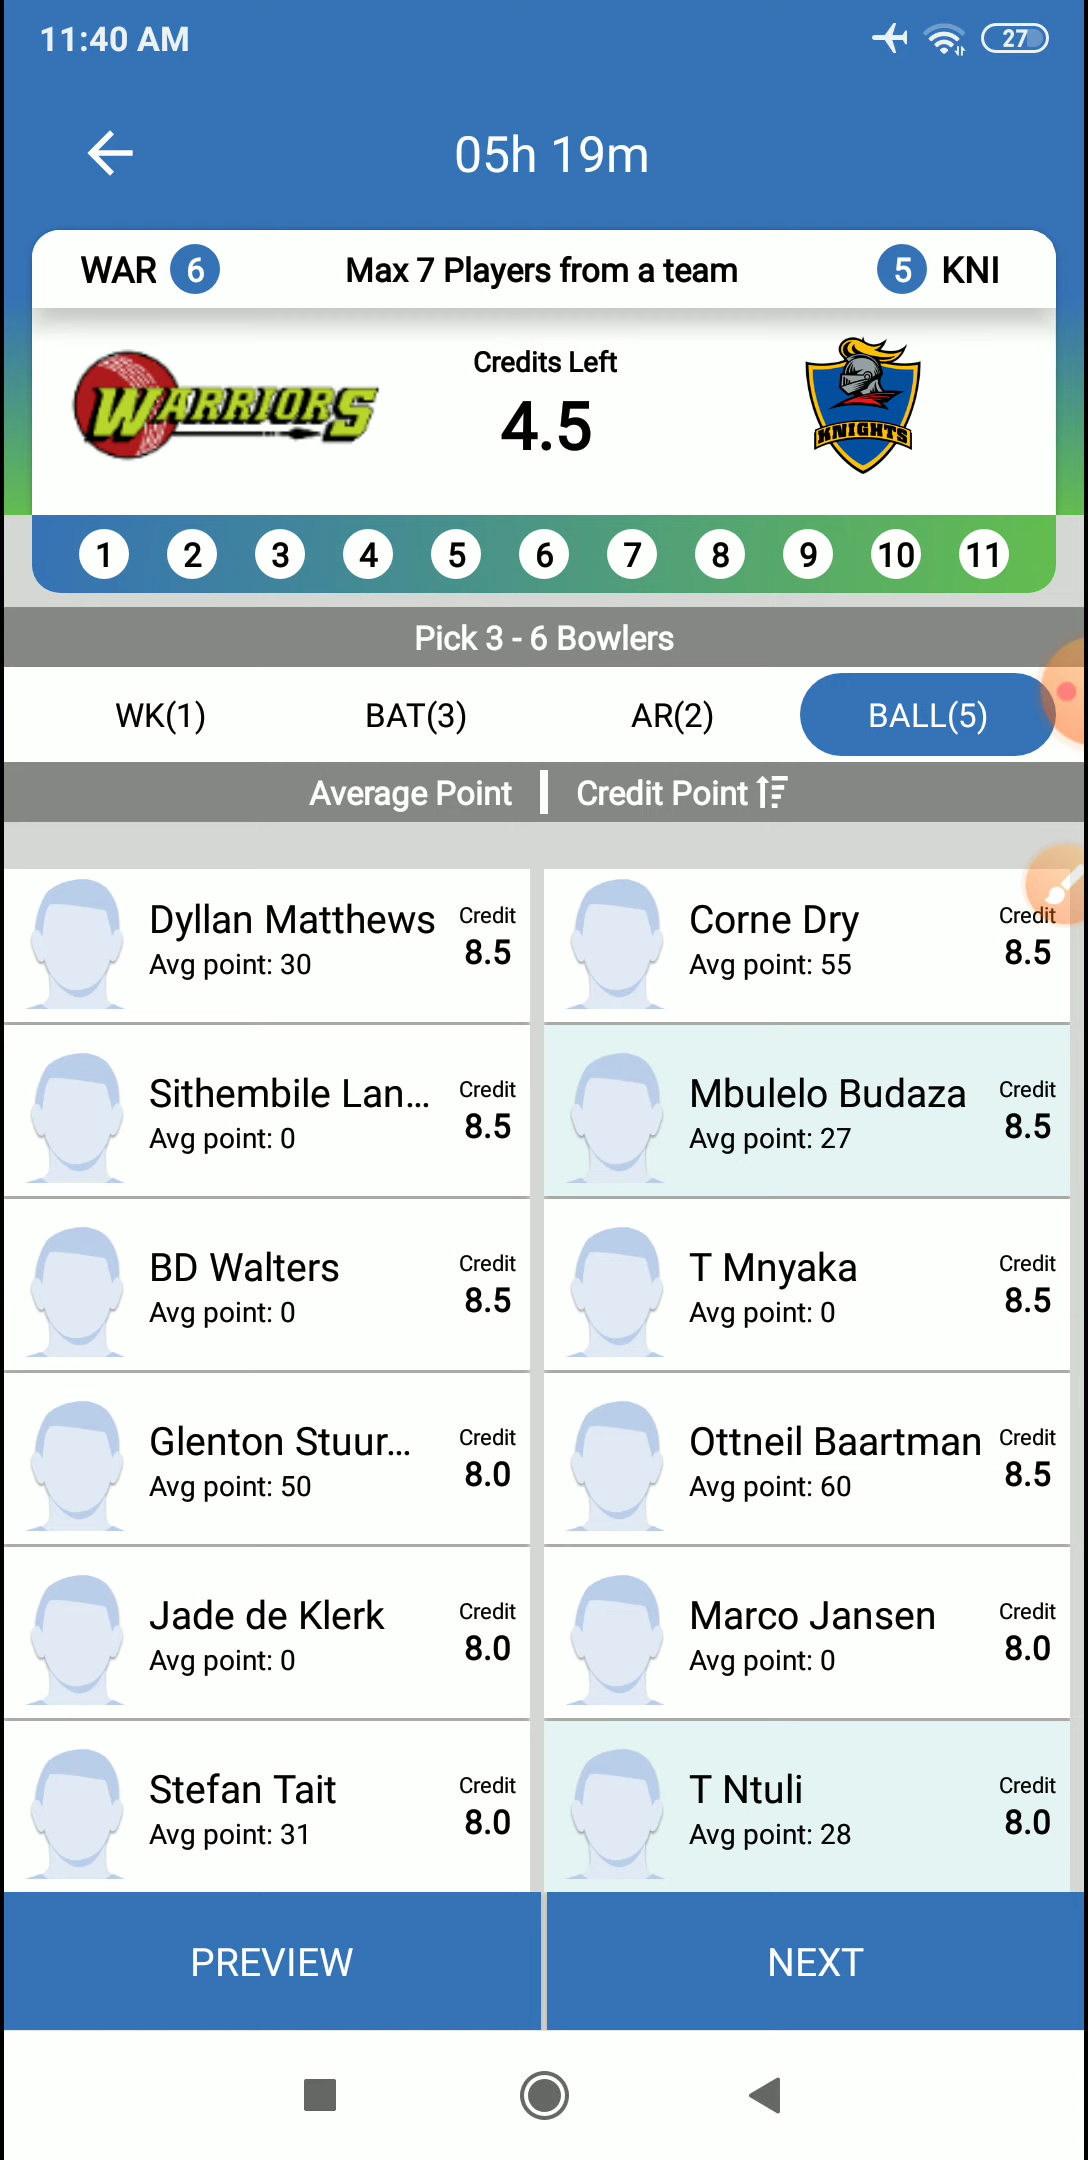 11:40 AM
27
05h 19m
WAR 6 Max 7 Players from a team 5 KNI
WARRIORS
Credits Left
4.5
KNIGHTS
1 2 3 4 5 6 7 8 9 10 11
Pick 3 - 6 Bowlers
WK(1) BAT(3) AR(2) BALL(5)
Average Point Credit Point
Dyllan Matthews Credit
Avg point: 30 8.5
Corne Dry Credit
Avg point: 55 8.5
Sithembile Lan... Credit
Avg point: 0 8.5
Mbulelo Budaza Credit
Avg point: 27 8.5
BD Walters Credit
Avg point: 0 8.5
T Mnyaka Credit
Avg point: 0 8.5
Glenton Stuur... Credit
Avg point: 50 8.0
Ottneil Baartman Credit
Avg point: 60 8.5
Jade de Klerk Credit
Avg point: 0 8.0
Marco Jansen Credit
Avg point: 0 8.0
Stefan Tait Credit
Avg point: 31 8.0
T Ntuli Credit
Avg point: 28 8.0
PREVIEW NEXT